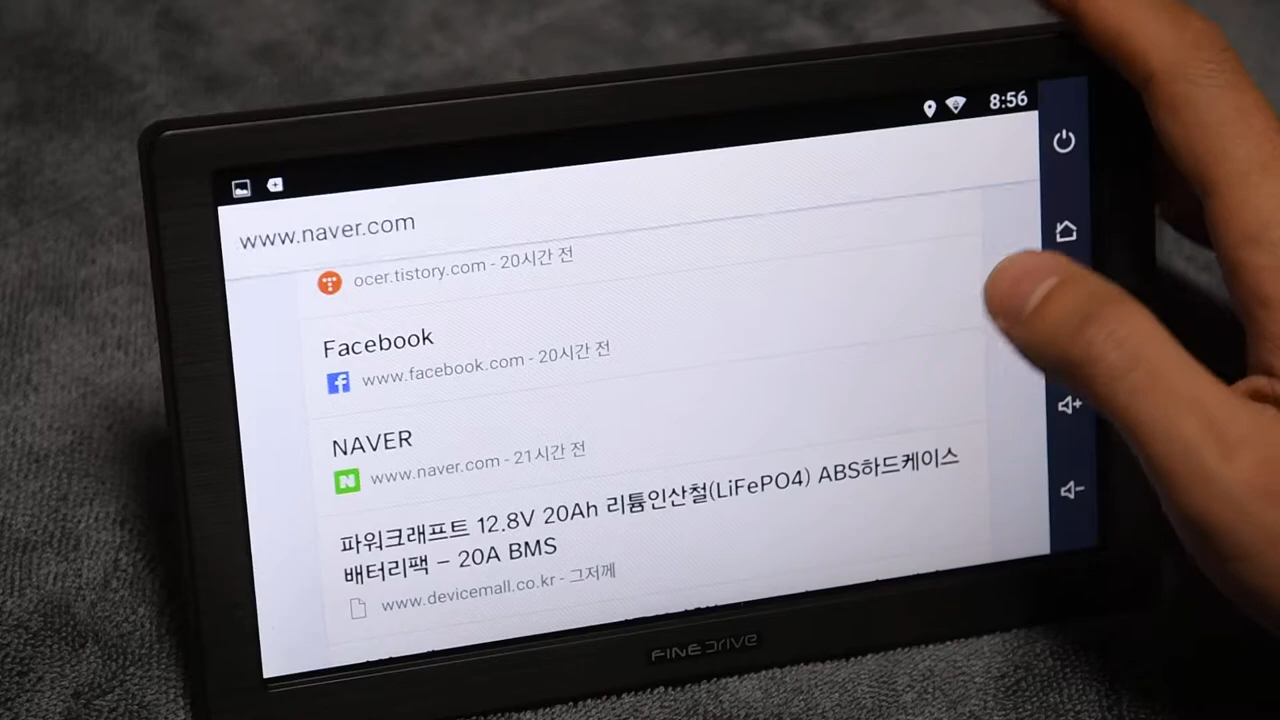 8:56
www.naver.com
ocer.tistory.com - 20시간 전
Facebook
www.facebook.com - 20시간 전
NAVER
www.naver.com - 21시간 전
파워크래프트 12.8V 20Ah 리튬인산철(LiFePO4) ABS하드케이스
배터리팩 – 20A BMS
www.devicemall.co.kr - 그저께
FINEDRIVE